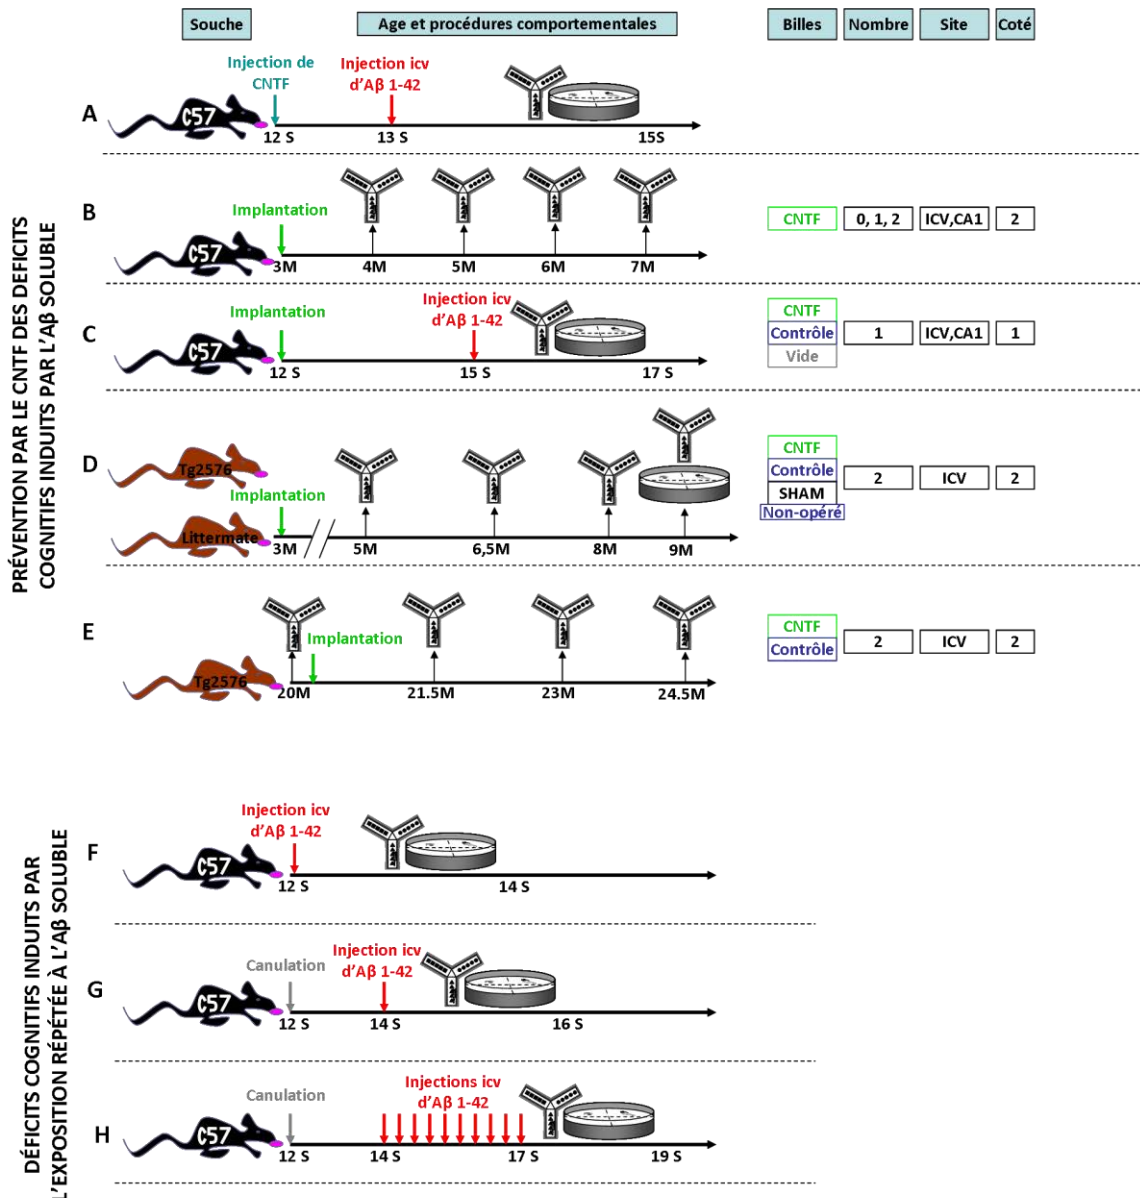 Souche
Age et procédures comportementales
Billes
Nombre
Site
Coté
PRÉVENTION PAR LE CNTF DES DEFICITS
COGNITIFS INDUITS PAR L'Aβ SOLUBLE
A
C57
Injection de
CNTF
Injection icv
d'Aβ 1-42
12 S
13 S
15S
B
C57
Implantation
3M
4M
5M
6M
7M
CNTF
0, 1, 2
ICV,CA1
2
C
C57
Implantation
Injection icv
d'Aβ 1-42
12 S
15 S
17 S
CNTF
Contrôle
Vide
1
ICV,CA1
1
D
Tg2576
Implantation
Littermate
3M
5M
6,5M
8M
9M
CNTF
Contrôle
SHAM
Non-opéré
2
ICV
2
E
Tg2576
Implantation
20M
21.5M
23M
24.5M
CNTF
Contrôle
2
ICV
2
DÉFICITS COGNITIFS INDUITS PAR
L'EXPOSITION RÉPÉTÉE À L'Aβ SOLUBLE
F
C57
Injection icv
d'Aβ 1-42
12 S
14 S
G
C57
Canulation
Injection icv
d'Aβ 1-42
12 S
14 S
16 S
H
C57
Canulation
Injections icv
d'Aβ 1-42
12 S
14 S
17 S
19 S